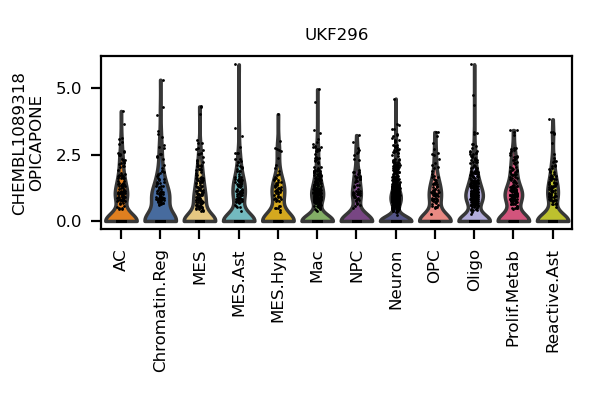 UKF296
CHEMBL1089318
OPICAPONE
5.0
2.5
0.0
AC
Chromatin.Reg
MES
MES.Ast
MES.Hyp
Mac
NPC
Neuron
OPC
Oligo
Prolif.Metab
Reactive.Ast